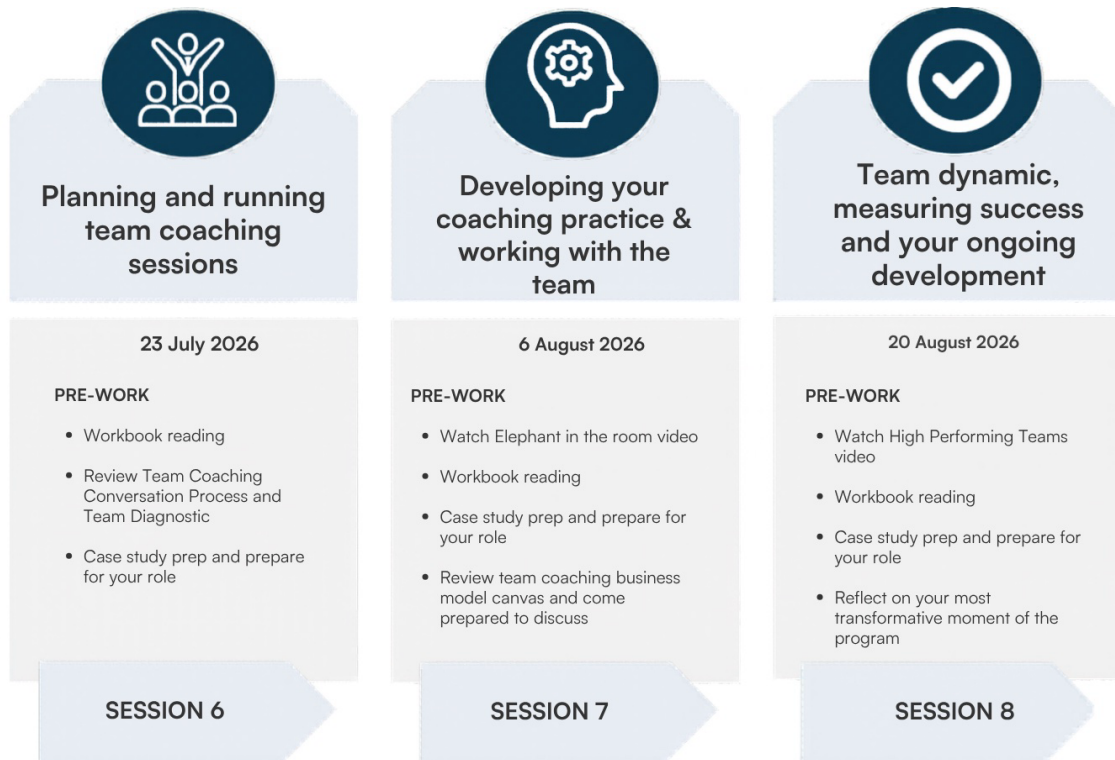 Planning and running
team coaching
sessions
23 July 2026
PRE-WORK
• Workbook reading
• Review Team Coaching
Conversation Process and
Team Diagnostic
• Case study prep and prepare
for your role
SESSION 6
Developing your
coaching practice &
working with the
team
6 August 2026
PRE-WORK
• Watch Elephant in the room video
• Workbook reading
• Case study prep and prepare for
your role
• Review team coaching business
model canvas and come
prepared to discuss
SESSION 7
Team dynamic,
measuring success
and your ongoing
development
20 August 2026
PRE-WORK
• Watch High Performing Teams
video
• Workbook reading
• Case study prep and prepare for
your role
• Reflect on your most
transformative moment of the
program
SESSION 8